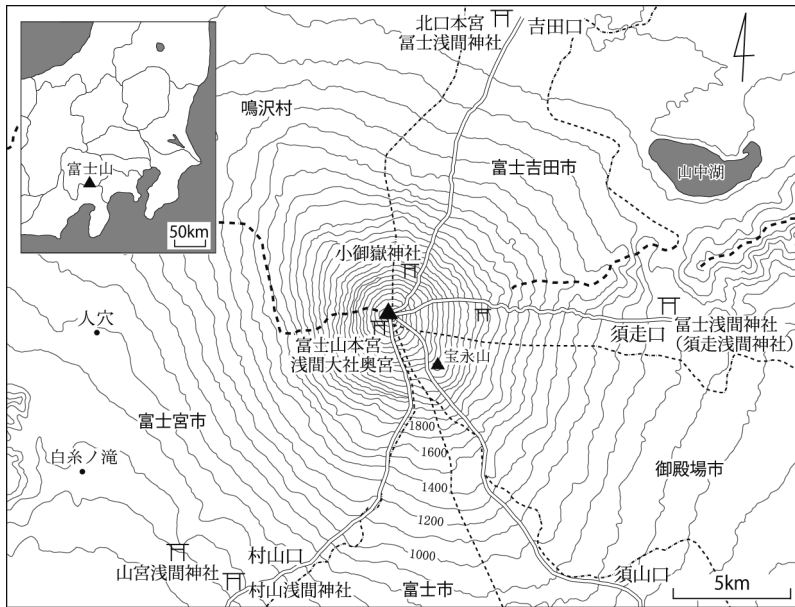 北口本宮
冨士浅間神社
吉田口
鳴沢村
富士山
50km
富士吉田市
山中湖
小御嶽神社
人穴
富士山本宮
浅間大社奥宮
宝永山
須走口
冨士浅間神社
(須走浅間神社)
富士宮市
白糸ノ滝
1800
1600
1400
1200
1000
御殿場市
山宮浅間神社
村山口
村山浅間神社
富士市
須山口
5km